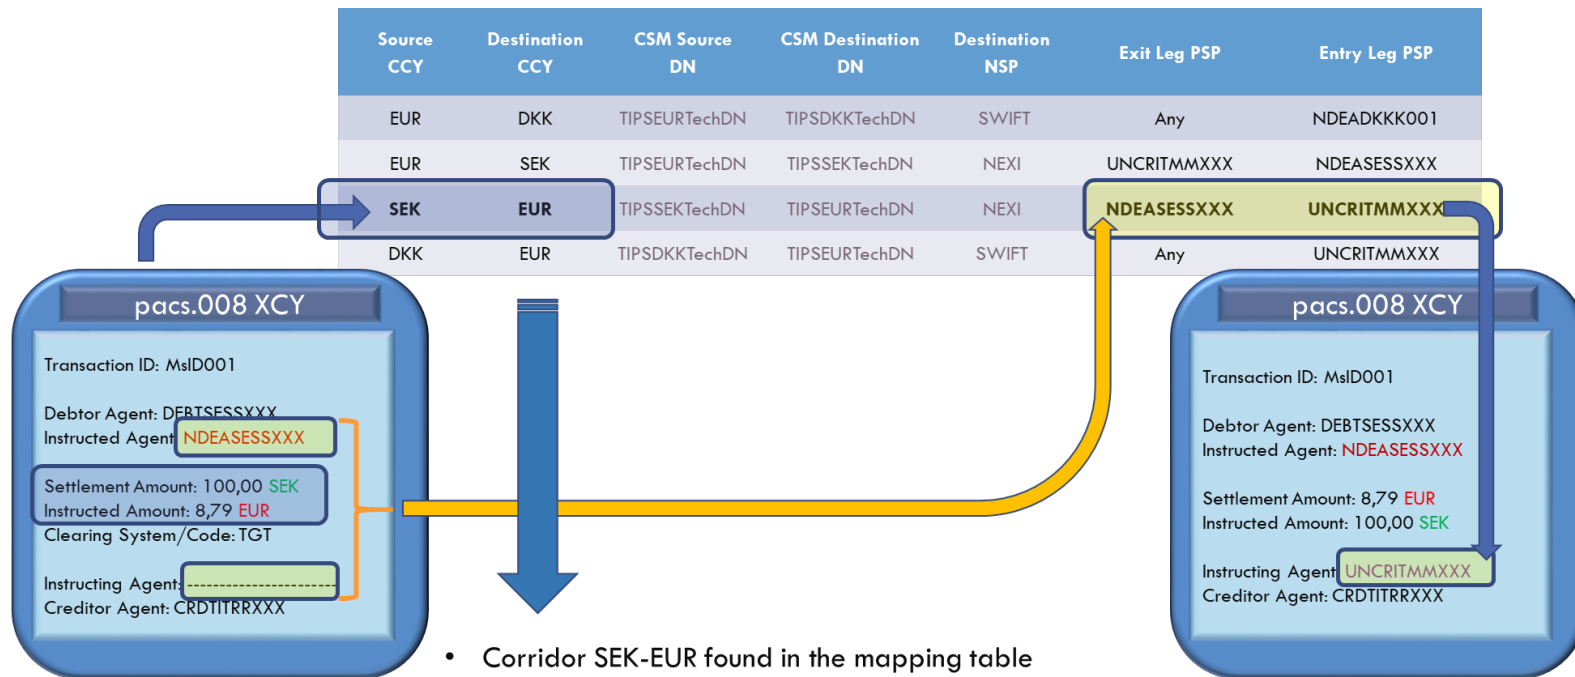 Source CCY Destination CCY CSM Source DN CSM Destination DN Destination NSP Exit Leg PSP Entry Leg PSP
EUR DKK TIPSEURTechDN TIPSDKKTechDN SWIFT Any NDEADKKK001
EUR SEK TIPSEURTechDN TIPSSEKTechDN NEXI UNCRITMMXXX NDEASESSXXX
SEK EUR TIPSSEKTechDN TIPSEURTechDN NEXI NDEASESSXXX UNCRITMMXXX
DKK EUR TIPSDKKTechDN TIPSEURTechDN SWIFT Any UNCRITMMXXX
pacs.008 XCY
Transaction ID: MsID001
Debtor Agent: DEBTSESSXXX
Instructed Agent: NDEASESSXXX
Settlement Amount: 100,00 SEK
Instructed Amount: 8,79 EUR
Clearing System/Code: TGT
Instructing Agent: ----------------------
Creditor Agent: CRDTITRRXXX
• Corridor SEK-EUR found in the mapping table
pacs.008 XCY
Transaction ID: MsID001
Debtor Agent: DEBTSESSXXX
Instructed Agent: NDEASESSXXX
Settlement Amount: 8,79 EUR
Instructed Amount: 100,00 SEK
Instructing Agent: UNCRITMMXXX
Creditor Agent: CRDTITRRXXX